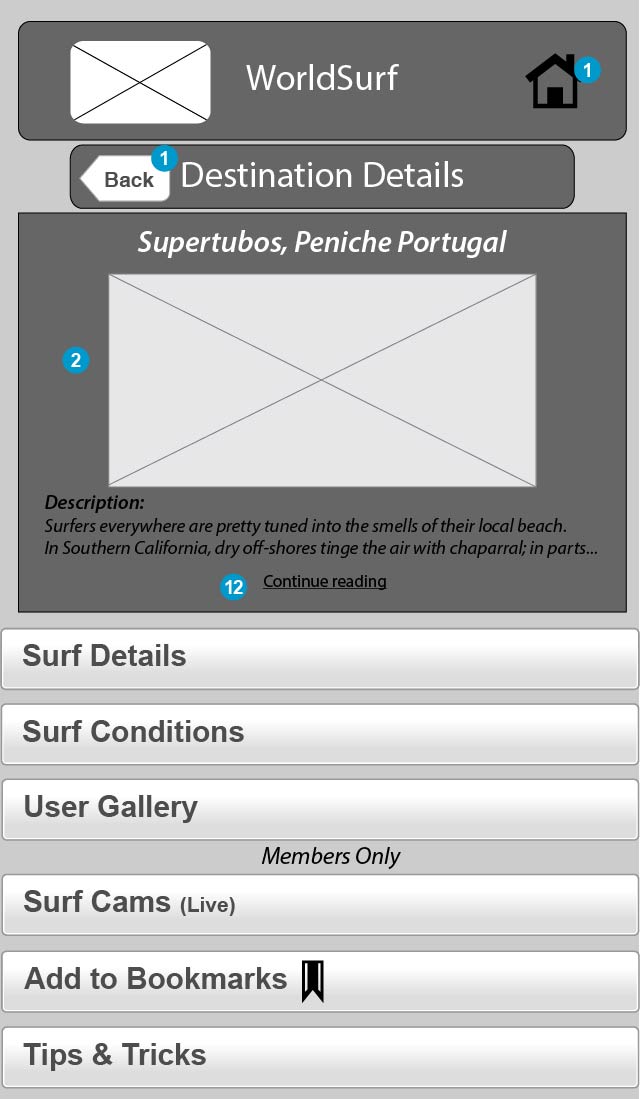 WorldSurf
1
1
Back
Destination Details
Supertubos, Peniche Portugal
2
Description:
Surfers everywhere are pretty tuned into the smells of their local beach.
In Southern California, dry off-shores tinge the air with chaparral; in parts...
12
Continue reading
Surf Details
Surf Conditions
User Gallery
Members Only
Surf Cams (Live)
Add to Bookmarks
Tips & Tricks